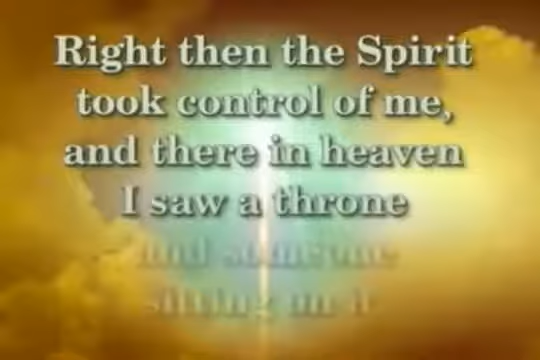 Right then the Spirit
took control of me,
and there in heaven
I saw a throne
and someone
sitting on it